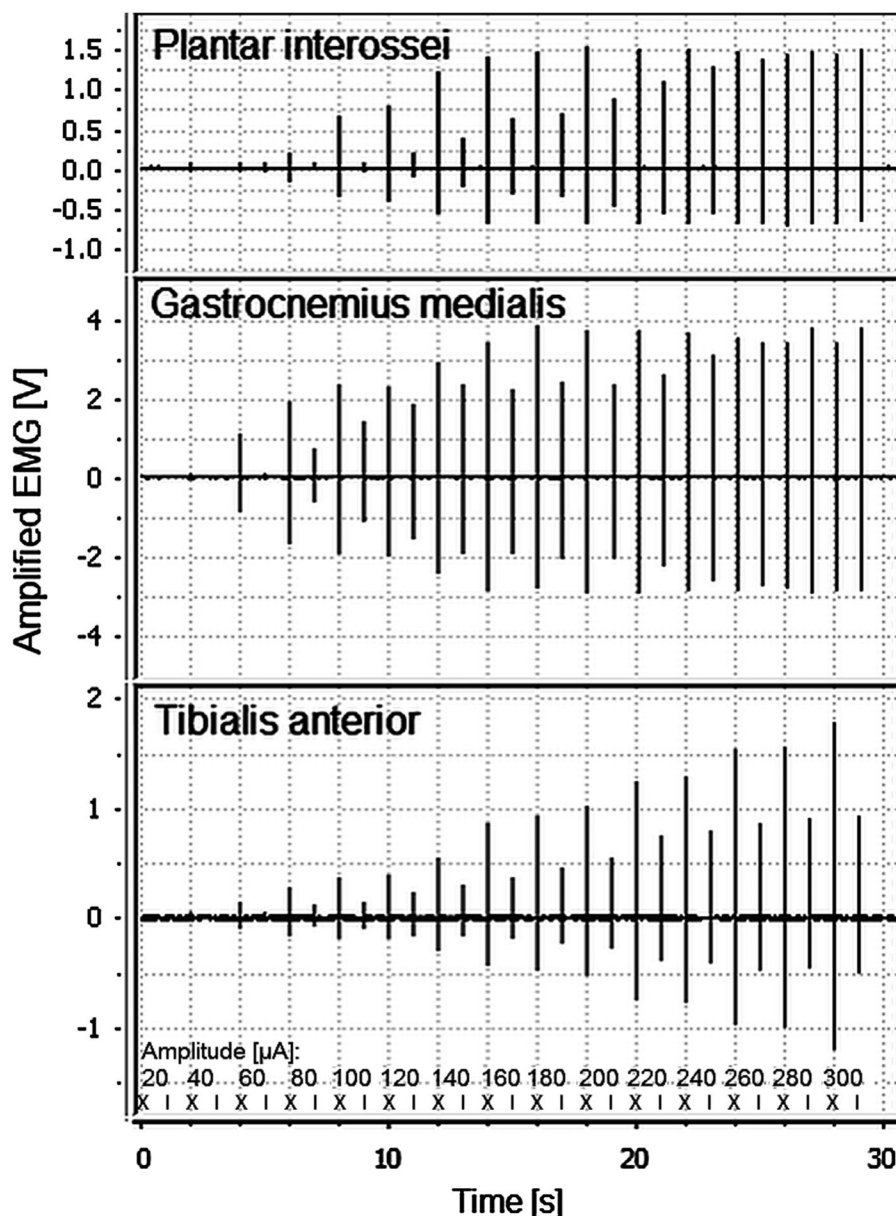 Plantar interossei
1.5
1.0
0.5
0.0
-0.5
-1.0
Gastrocnemius medialis
4
2
0
-2
-4
Amplified EMG [V]
Tibialis anterior
2
1
0
-1
Amplitude [µA]:
20 40 60 80 100 120 140 160 180 200 220 240 260 280 300
X I X I X I X I X I X I X I X I X I X I X I X I X I X I X I
0 10 20 30
Time [s]